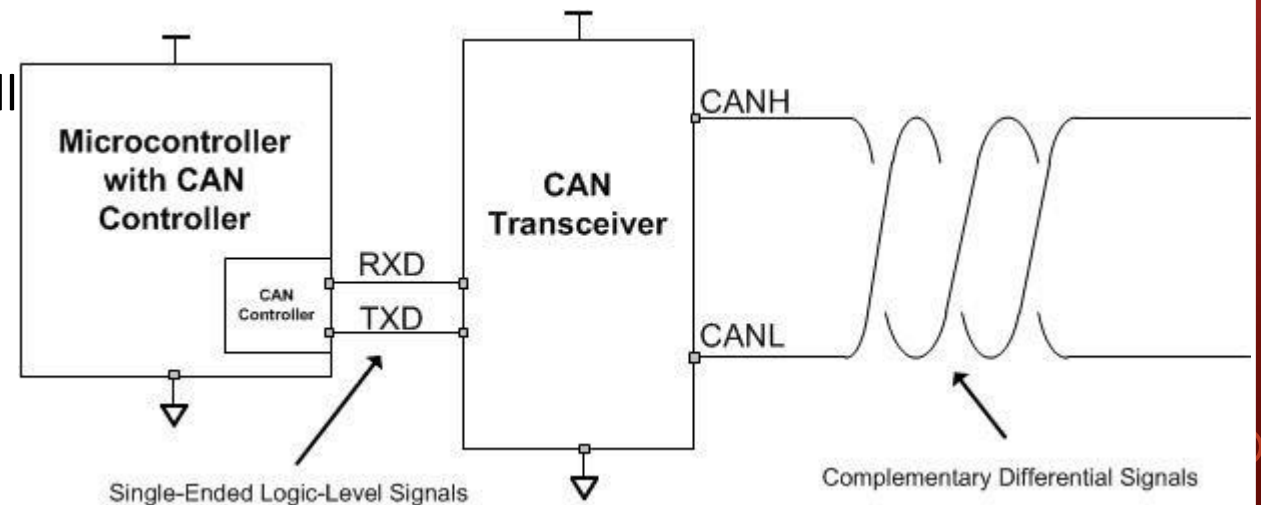 Microcontroller
with CAN
Controller
CAN
Controller
RXD
TXD
CAN
Transceiver
CANH
CANL
Single-Ended Logic-Level Signals
Complementary Differential Signals